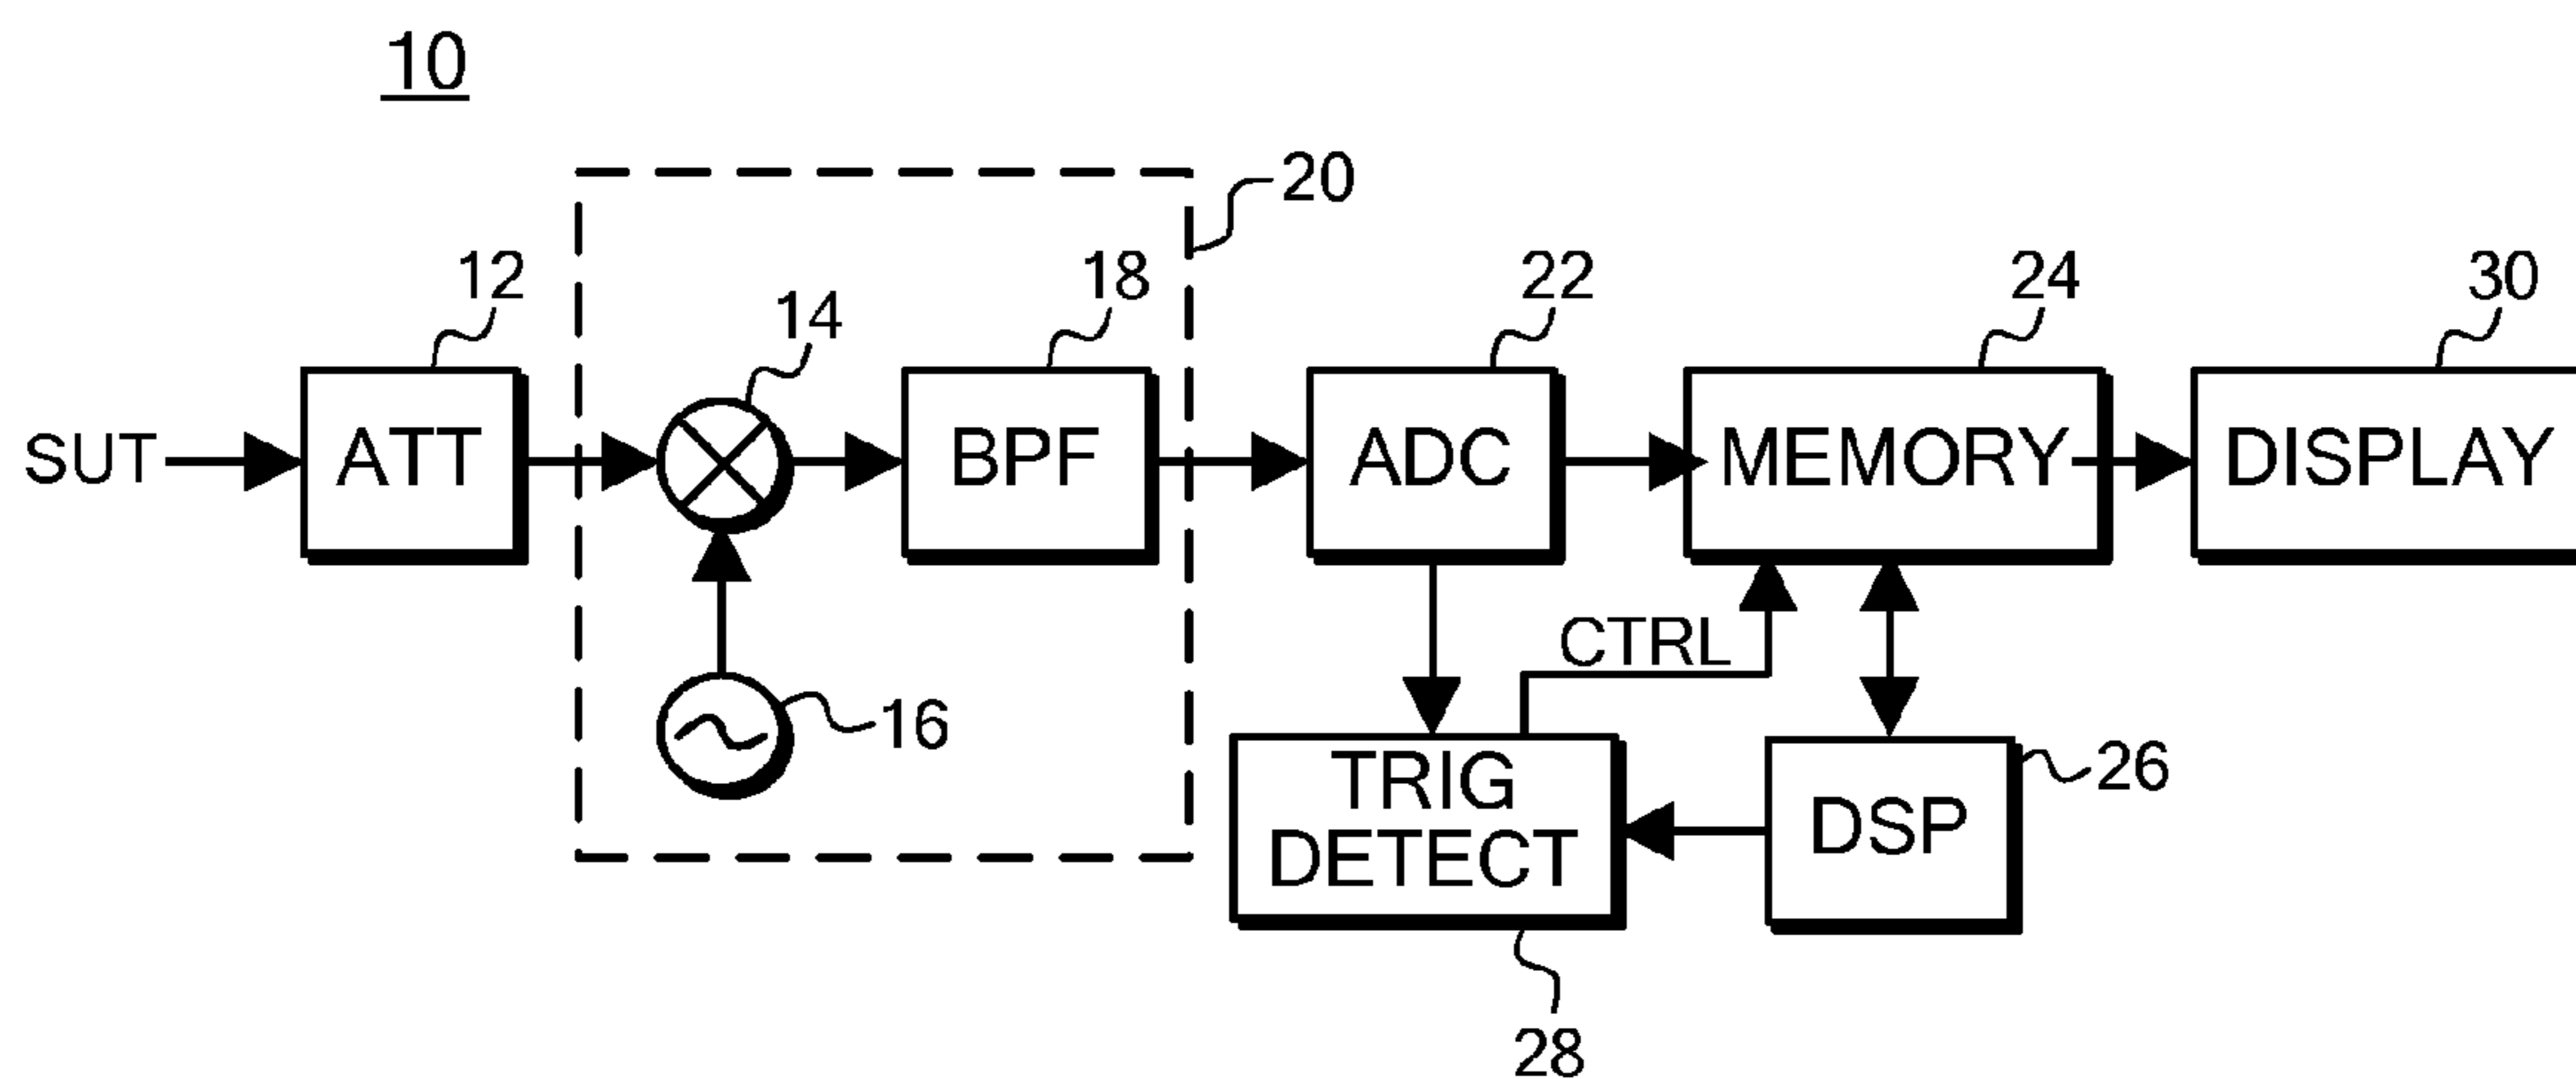 10
20
12
14
18
22
24
30
SUT
ATT
BPF
ADC
MEMORY
DISPLAY
CTRL
16
TRIG
DETECT
DSP
26
28